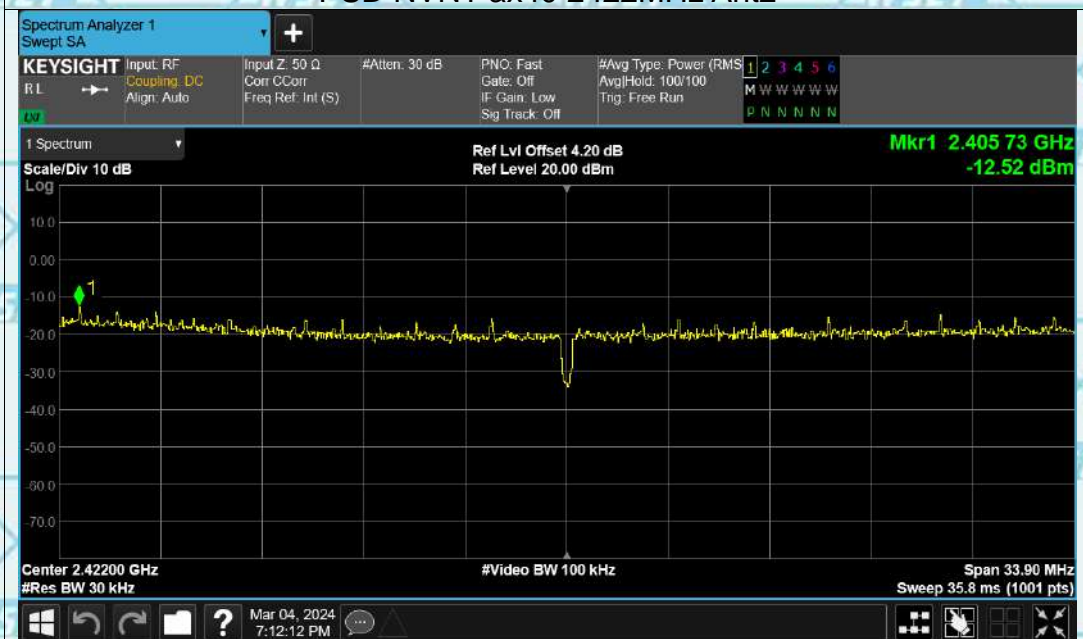 PSD NVNT ax40 2422MHz Ant2
Spectrum Analyzer 1
Swept SA
+
KEYSIGHT
RL
LXI
Input: RF
Coupling: DC
Align: Auto
Input Z: 50 Ω
Corr CCorr
Freq Ref: Int (S)
#Atten: 30 dB
PNO: Fast
Gate: Off
IF Gain: Low
Sig Track: Off
#Avg Type: Power (RMS
Avg|Hold: 100/100
Trig: Free Run
1 2 3 4 5 6
M W W W W W
P N N N N N
1 Spectrum
Scale/Div 10 dB
Log
Ref Lvl Offset 4.20 dB
Ref Level 20.00 dBm
Mkr1 2.405 73 GHz
-12.52 dBm
10.0
0.00
-10.0
1
-20.0
-30.0
-40.0
-50.0
-60.0
-70.0
Center 2.42200 GHz
#Res BW 30 kHz
#Video BW 100 kHz
Span 33.90 MHz
Sweep 35.8 ms (1001 pts)
?
Mar 04, 2024
7:12:12 PM